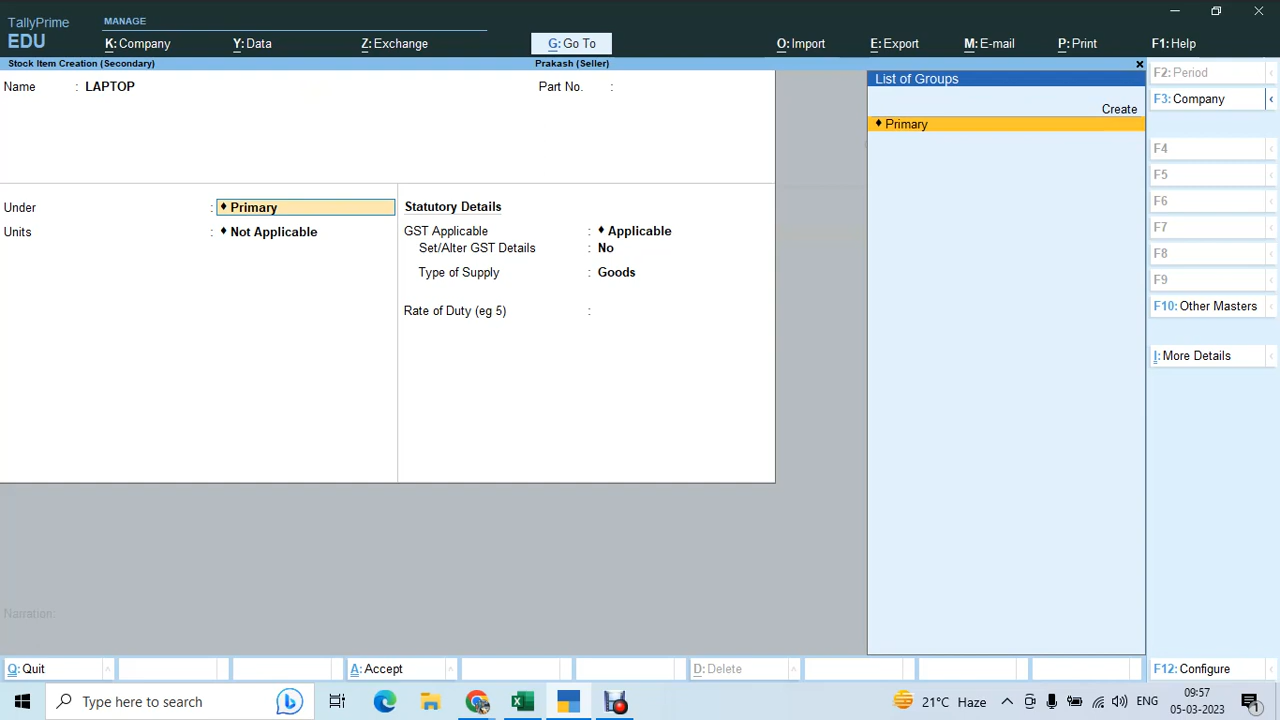 TallyPrime
EDU
MANAGE
K: Company
Y: Data
Z: Exchange
G: Go To
O: Import
E: Export
M: E-mail
P: Print
F1: Help
Stock Item Creation (Secondary)
Prakash (Seller)
Name : LAPTOP
Part No. :
Under : ♦ Primary
Units : ♦ Not Applicable
Statutory Details
GST Applicable : ♦ Applicable
Set/Alter GST Details : No
Type of Supply : Goods
Rate of Duty (eg 5) :
Narration:
List of Groups
Create
♦ Primary
F2: Period
F3: Company
F4
F5
F6
F7
F8
F9
F10: Other Masters
I: More Details
Q: Quit
A: Accept
D: Delete
F12: Configure
Type here to search
21°C Haze
ENG
09:57
05-03-2023
1